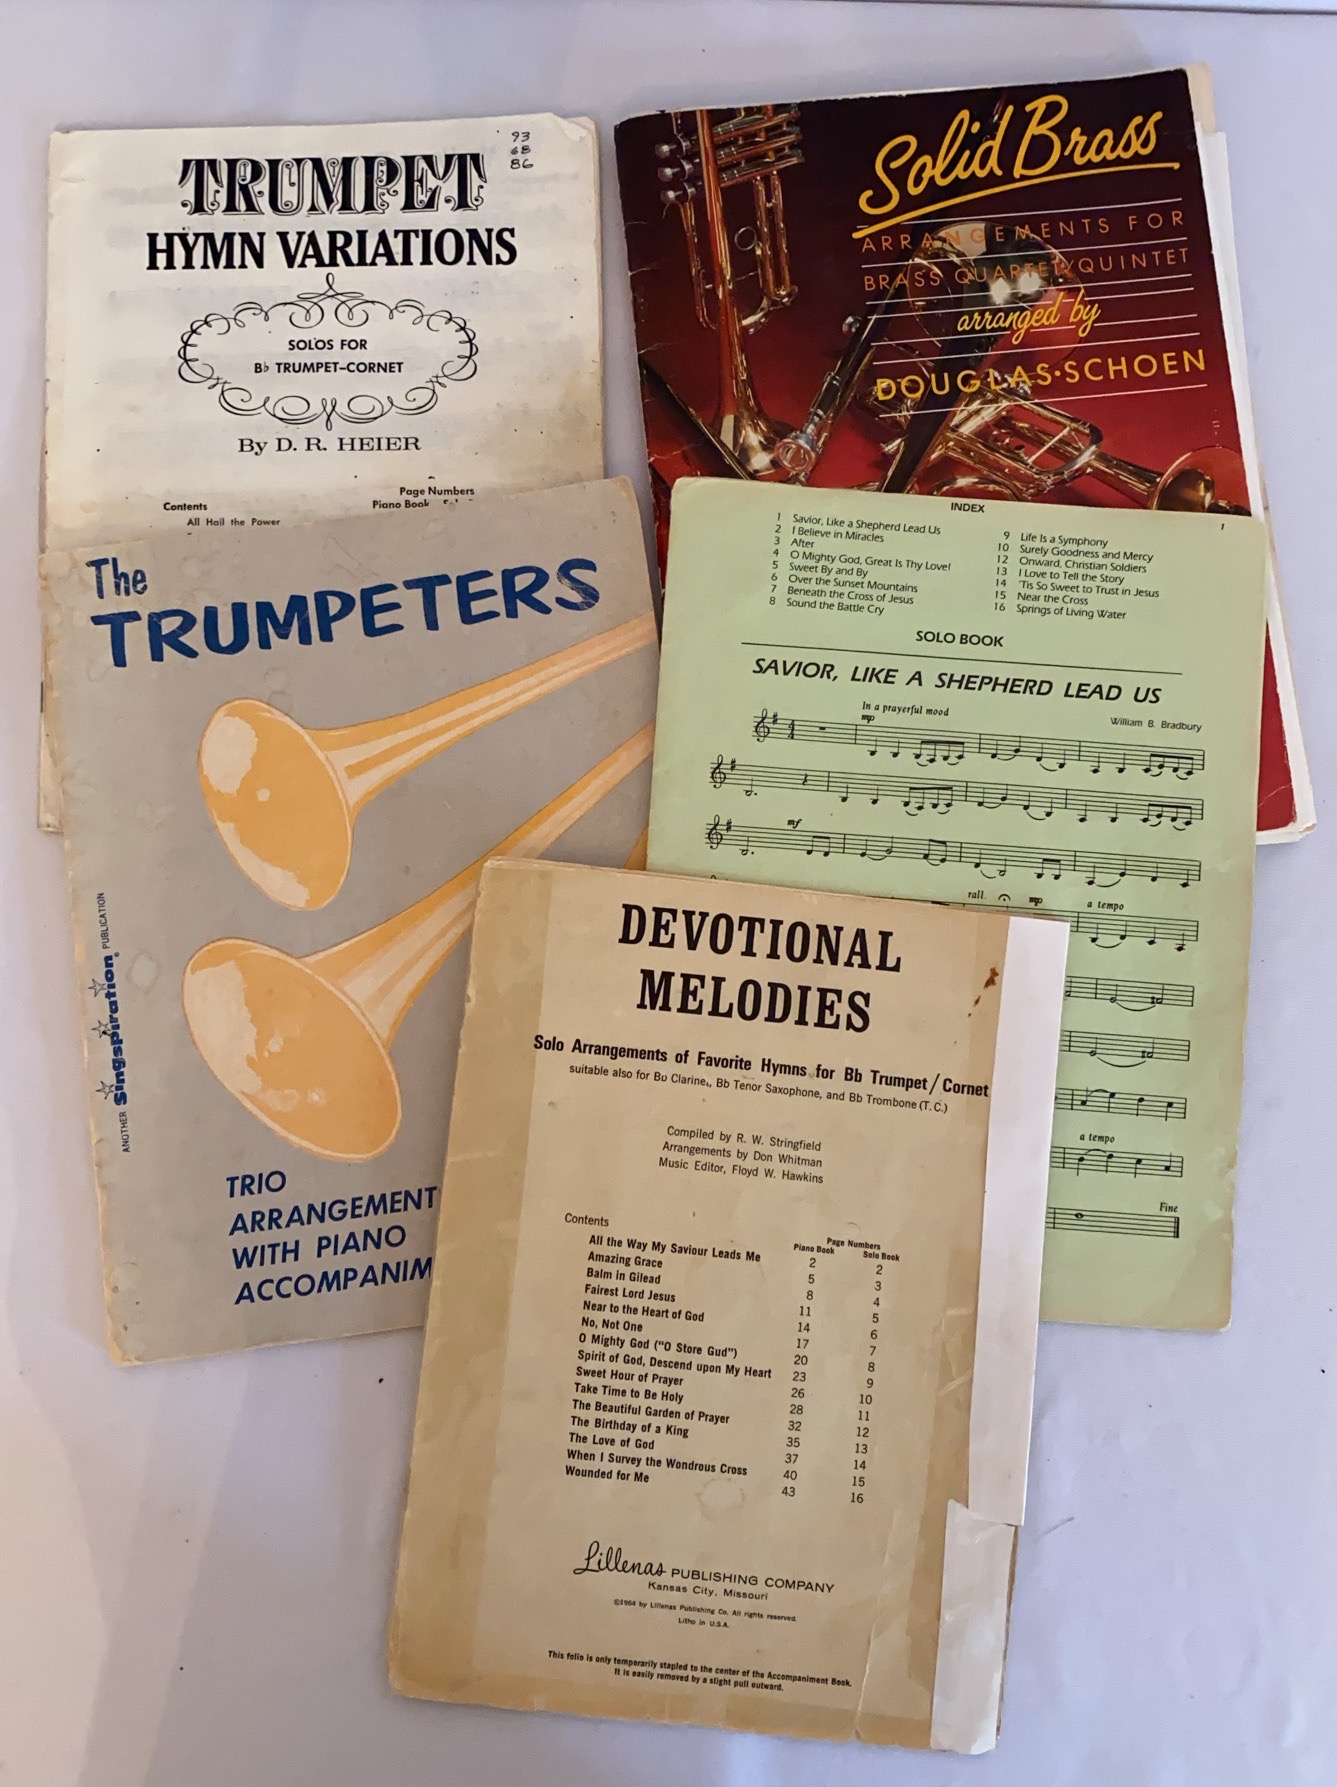 93
68
86
TRUMPET
HYMN VARIATIONS
SOLOS FOR
B♭ TRUMPET-CORNET
By D. R. HEIER
Page Numbers
Contents
Piano Book
All Hail the Power
Solid Brass
ARRANGEMENTS FOR
BRASS QUARTET/QUINTET
arranged by
DOUGLAS·SCHOEN
The
TRUMPETERS
ANOTHER Singspiration PUBLICATION
TRIO
ARRANGEMENT
WITH PIANO
ACCOMPANIM
INDEX
1
1 Savior, Like a Shepherd Lead Us
2 I Believe in Miracles
3 After
4 O Mighty God, Great Is Thy Love!
5 Sweet By and By
6 Over the Sunset Mountains
7 Beneath the Cross of Jesus
8 Sound the Battle Cry
9 Life Is a Symphony
10 Surely Goodness and Mercy
12 Onward, Christian Soldiers
13 I Love to Tell the Story
14 'Tis So Sweet to Trust in Jesus
15 Near the Cross
16 Springs of Living Water
SOLO BOOK
SAVIOR, LIKE A SHEPHERD LEAD US
William B. Bradbury
In a prayerful mood
mp
mf
rall. mp a tempo
a tempo
Fine
DEVOTIONAL
MELODIES
Solo Arrangements of Favorite Hymns for Bb Trumpet/Cornet
suitable also for Bb Clarinet, Bb Tenor Saxophone, and Bb Trombone (T.C.)
Compiled by R. W. Stringfield
Arrangements by Don Whitman
Music Editor, Floyd W. Hawkins
Contents
Page Numbers
Piano Book Solo Book
All the Way My Saviour Leads Me 2 2
Amazing Grace 5 3
Balm in Gilead 8 4
Fairest Lord Jesus 11 5
Near to the Heart of God 14 6
No, Not One 17 7
O Mighty God ("O Store Gud") 20 8
Spirit of God, Descend upon My Heart 23 9
Sweet Hour of Prayer 26 10
Take Time to Be Holy 28 11
The Beautiful Garden of Prayer 32 12
The Birthday of a King 35 13
The Love of God 37 14
When I Survey the Wondrous Cross 40 15
Wounded for Me 43 16
Lillenas PUBLISHING COMPANY
Kansas City, Missouri
©1964 by Lillenas Publishing Co. All rights reserved.
Litho in U.S.A.
This folio is only temporarily stapled to the center of the Accompaniment Book.
It is easily removed by a slight pull outward.